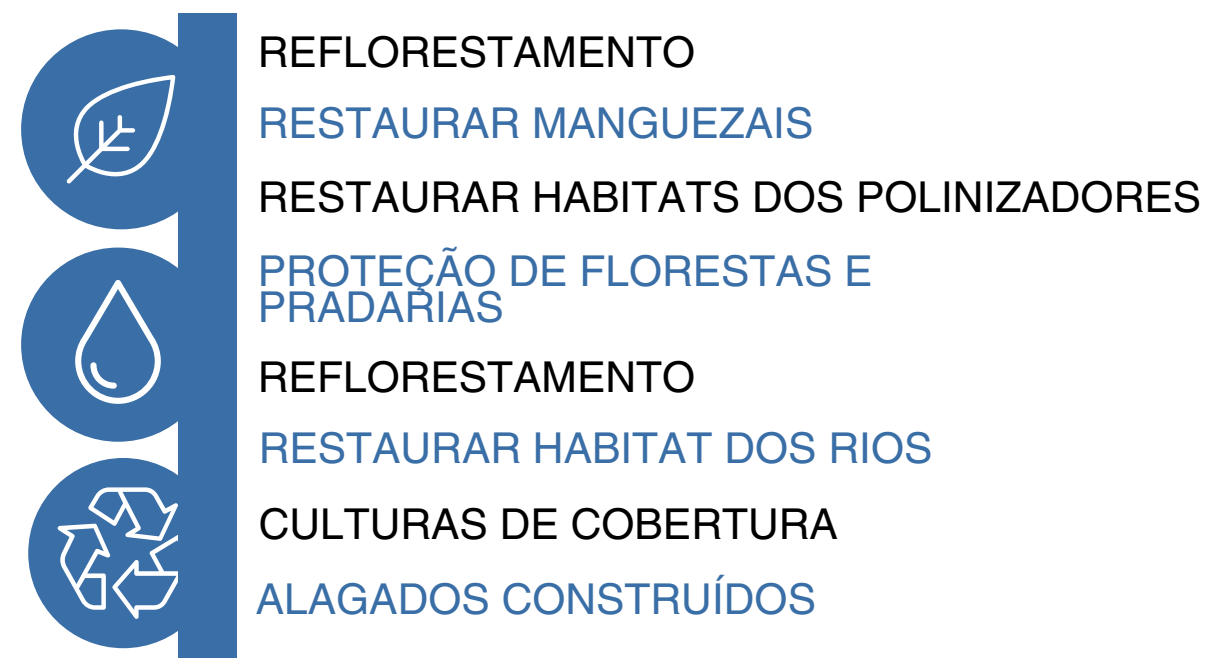 REFLORESTAMENTO
RESTAURAR MANGUEZAIS
RESTAURAR HABITATS DOS POLINIZADORES
PROTEÇÃO DE FLORESTAS E
PRADARIAS
REFLORESTAMENTO
RESTAURAR HABITAT DOS RIOS
CULTURAS DE COBERTURA
ALAGADOS CONSTRUÍDOS